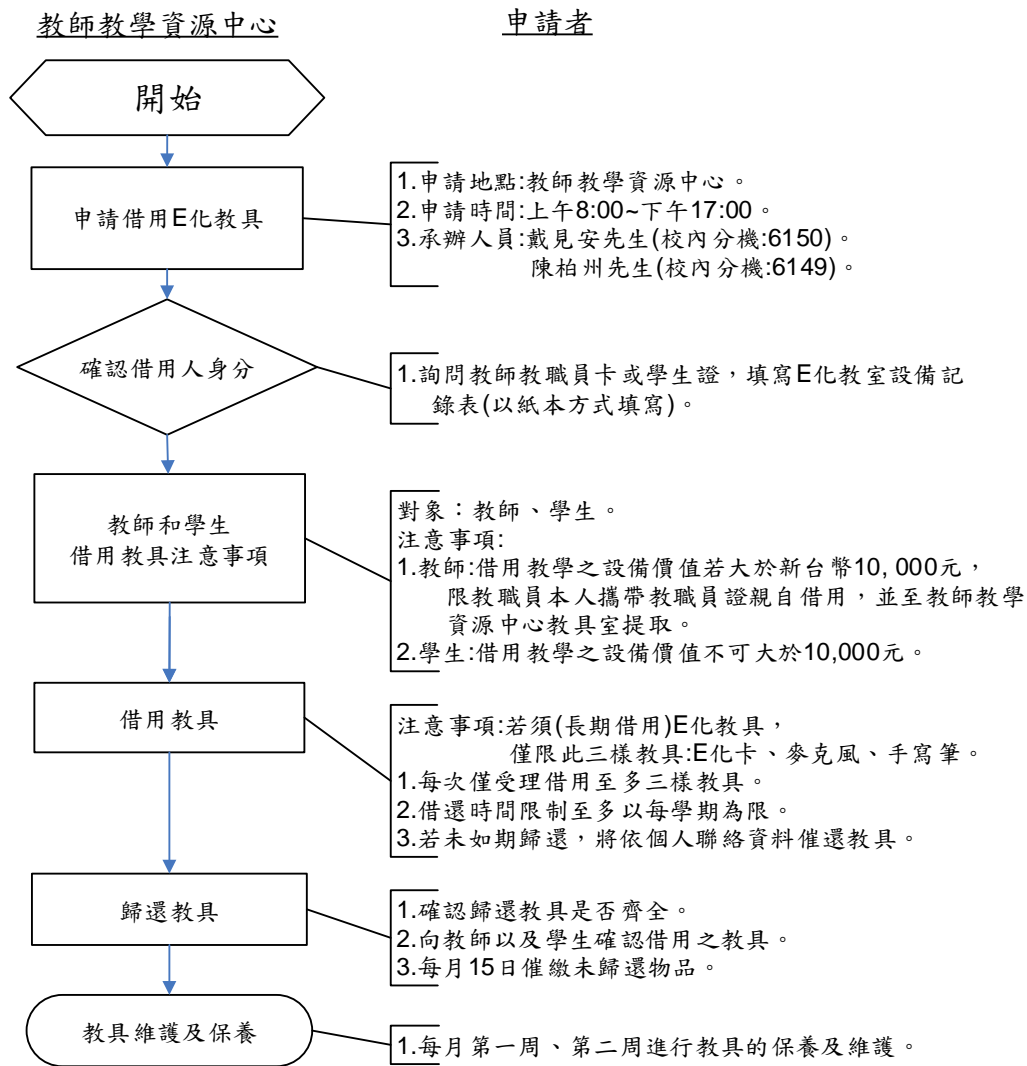 教師教學資源中心
申請者
開始
申請借用E化教具
1.申請地點:教師教學資源中心。
2.申請時間:上午8:00~下午17:00。
3.承辦人員:戴見安先生(校內分機:6150)。
陳柏州先生(校內分機:6149)。
確認借用人身分
1.詢問教師教職員卡或學生證，填寫E化教室設備記
錄表(以紙本方式填寫)。
教師和學生
借用教具注意事項
對象：教師、學生。
注意事項:
1.教師:借用教學之設備價值若大於新台幣10, 000元，
限教職員本人攜帶教職員證親自借用，並至教師教學
資源中心教具室提取。
2.學生:借用教學之設備價值不可大於10,000元。
借用教具
注意事項:若須(長期借用)E化教具，
僅限此三樣教具:E化卡、麥克風、手寫筆。
1.每次僅受理借用至多三樣教具。
2.借還時間限制至多以每學期為限。
3.若未如期歸還，將依個人聯絡資料催還教具。
歸還教具
1.確認歸還教具是否齊全。
2.向教師以及學生確認借用之教具。
3.每月15日催繳未歸還物品。
教具維護及保養
1.每月第一周、第二周進行教具的保養及維護。